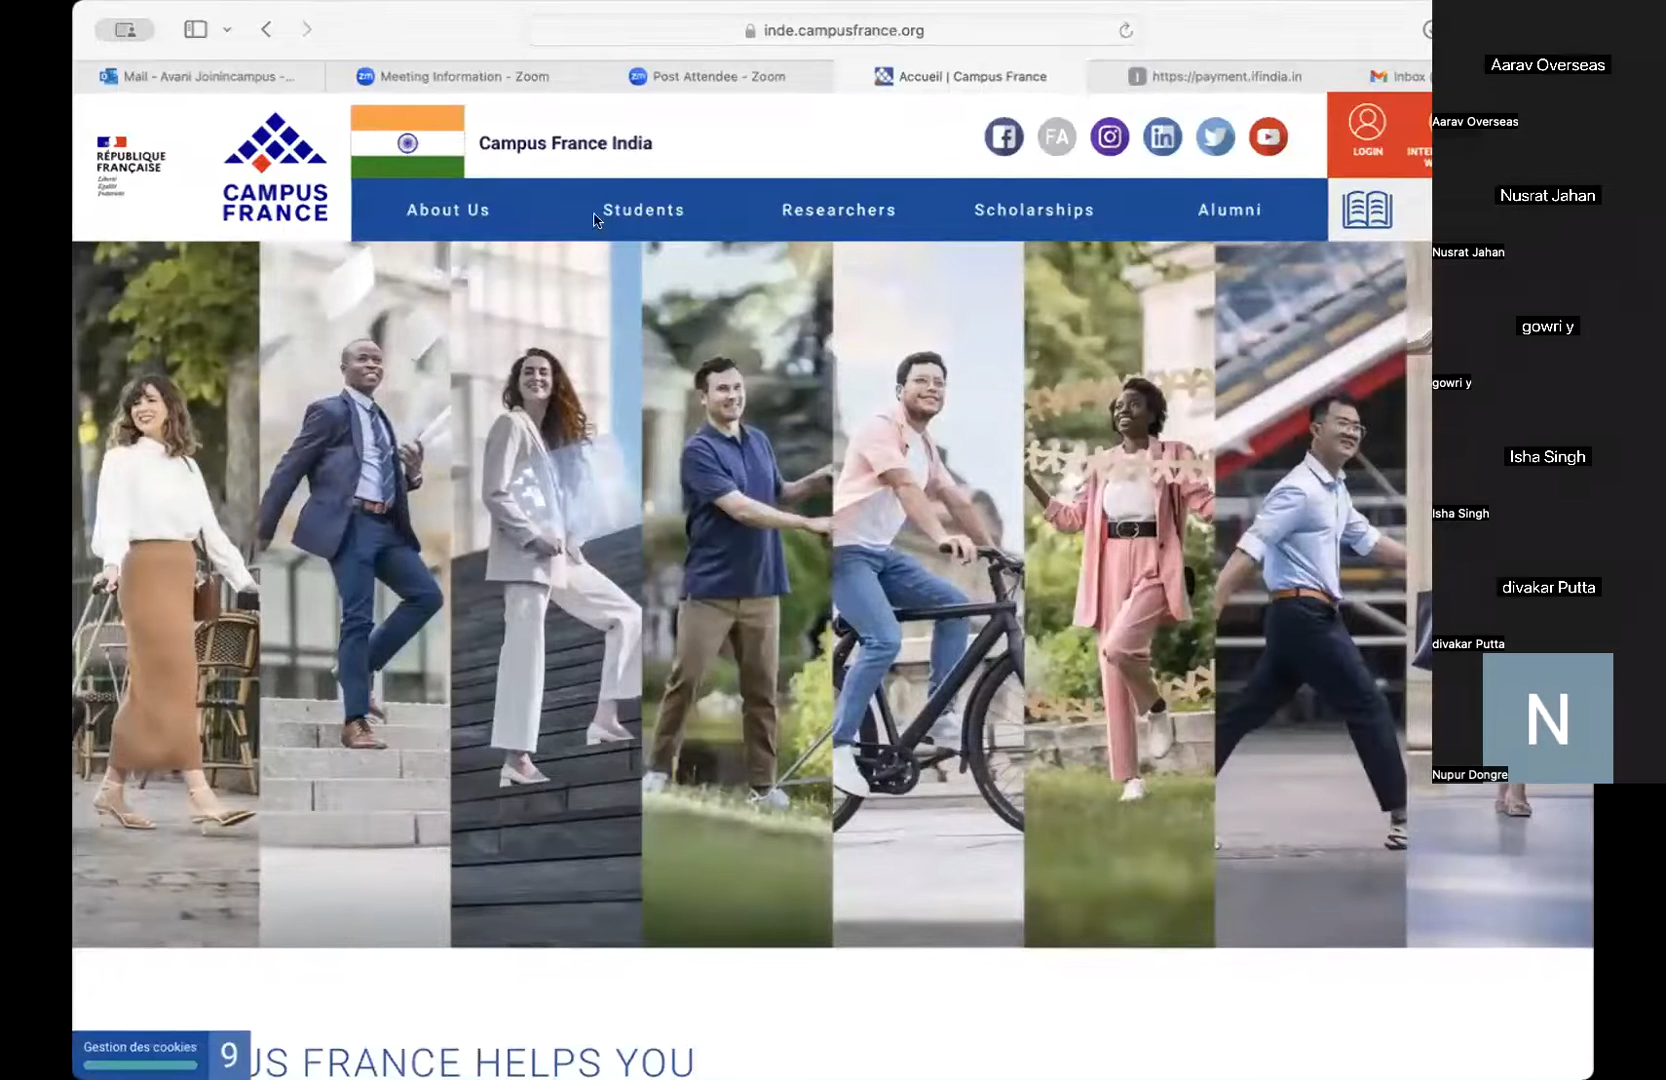 inde.campusfrance.org
Mail - Avani Joinincampus -...
Meeting Information - Zoom
Post Attendee - Zoom
Accueil | Campus France
https://payment.ifindia.in
Inbox
RÉPUBLIQUE
FRANÇAISE
Liberté
Égalité
Fraternité
CAMPUS
FRANCE
Campus France India
FA
LOGIN
About Us
Students
Researchers
Scholarships
Alumni
Aarav Overseas
Aarav Overseas
Nusrat Jahan
Nusrat Jahan
gowri y
gowri y
Isha Singh
Isha Singh
divakar Putta
divakar Putta
N
Nupur Dongre
Gestion des cookies
9
US FRANCE HELPS YOU